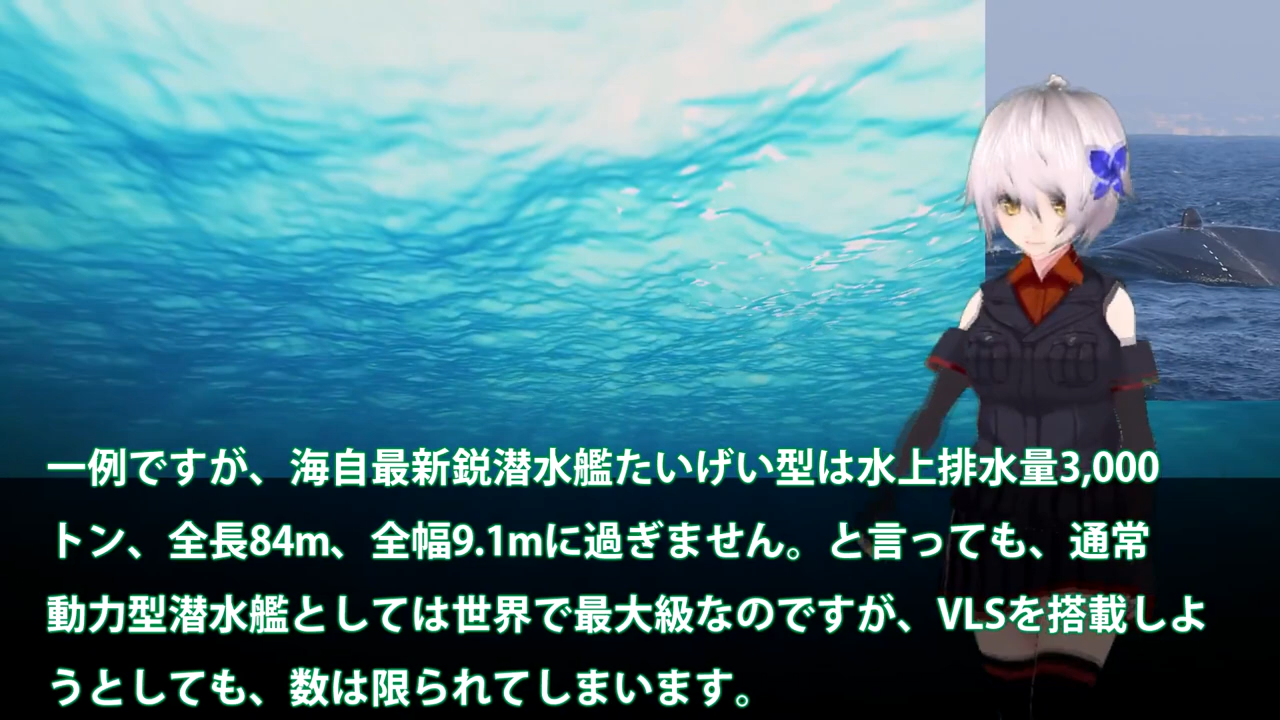 一例ですが、海自最新鋭潜水艦たいげい型は水上排水量3,000
トン、全長84m、全幅9.1mに過ぎません。と言っても、通常
動力型潜水艦としては世界で最大級なのですが、VLSを搭載しよ
うとしても、数は限られてしまいます。